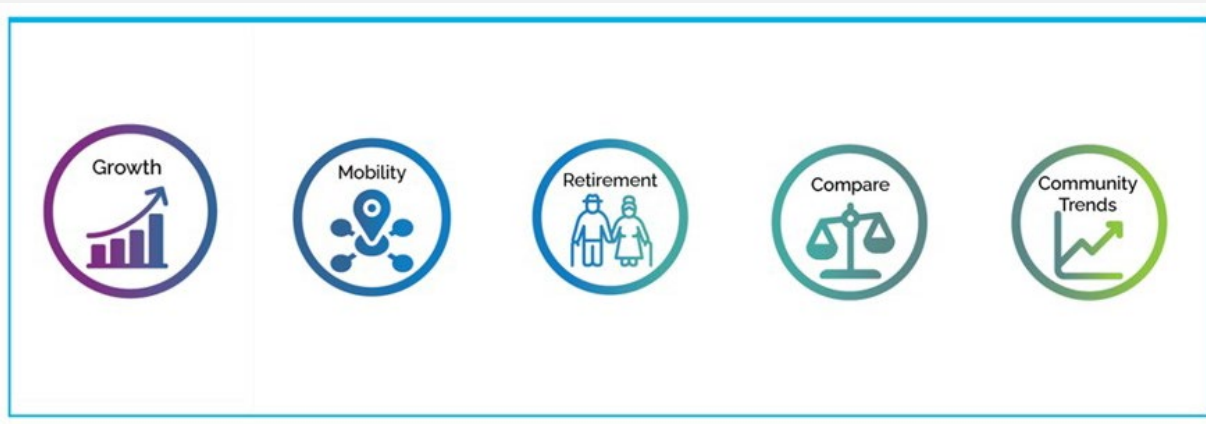 Growth
Mobility
Retirement
Compare
Community
Trends